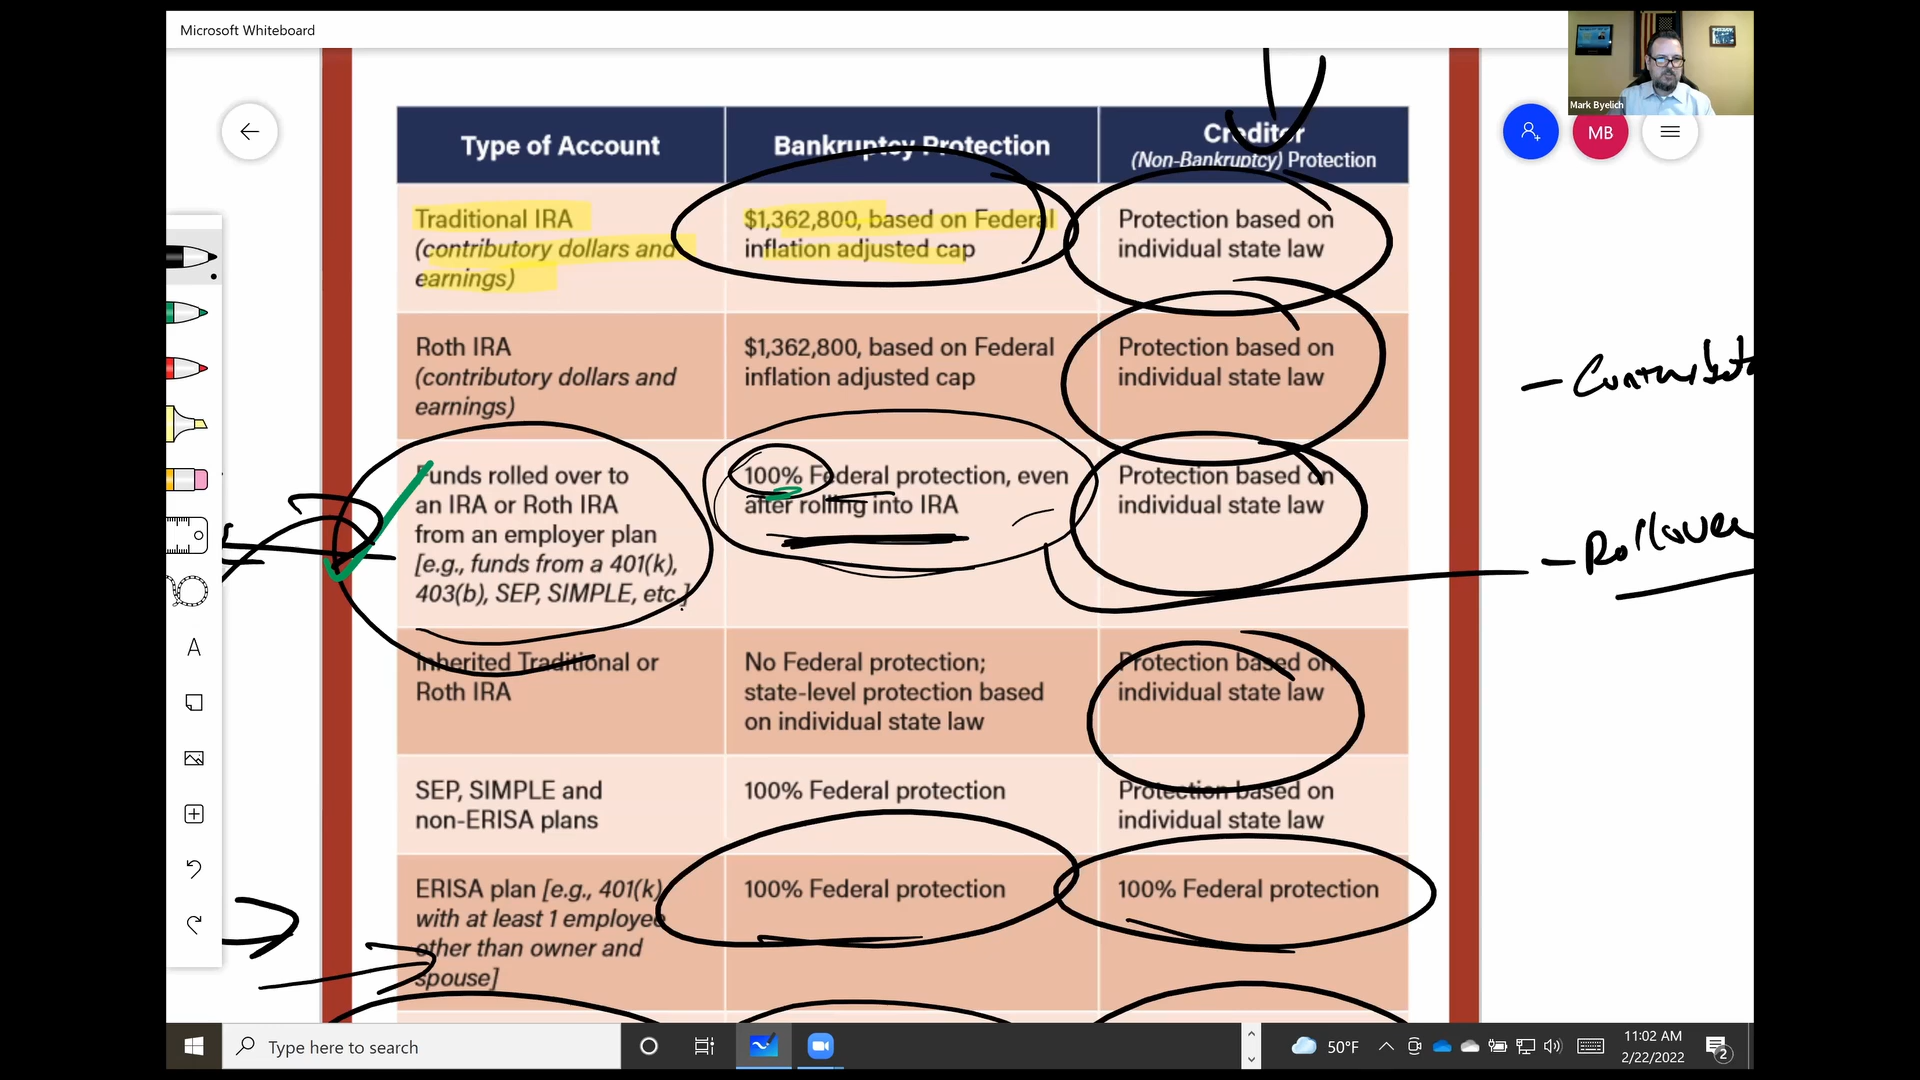 Microsoft Whiteboard
Mark Byelich
MB
Type of Account
Bankruptcy Protection
Creditor
(Non-Bankruptcy) Protection
Traditional IRA
(contributory dollars and
earnings)
$1,362,800, based on Federal
inflation adjusted cap
Protection based on
individual state law
Roth IRA
(contributory dollars and
earnings)
$1,362,800, based on Federal
inflation adjusted cap
Protection based on
individual state law
Funds rolled over to
an IRA or Roth IRA
from an employer plan
[e.g., funds from a 401(k),
403(b), SEP, SIMPLE, etc.]
100% Federal protection, even
after rolling into IRA
Protection based on
individual state law
Inherited Traditional or
Roth IRA
No Federal protection;
state-level protection based
on individual state law
Protection based on
individual state law
SEP, SIMPLE and
non-ERISA plans
100% Federal protection
Protection based on
individual state law
ERISA plan [e.g., 401(k)
with at least 1 employee
other than owner and
spouse]
100% Federal protection
100% Federal protection
- Rollover
A
Type here to search
50°F
11:02 AM
2/22/2022
2